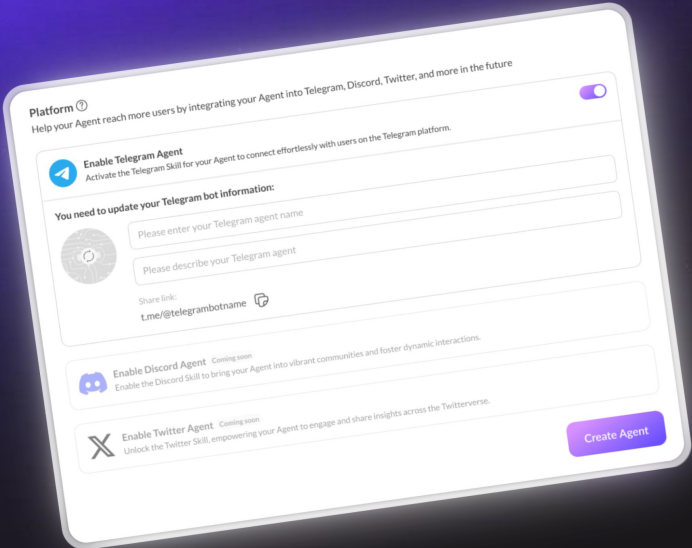 Platform
Help your Agent reach more users by integrating your Agent into Telegram, Discord, Twitter, and more in the future
Enable Telegram Agent
Activate the Telegram Skill for your Agent to connect effortlessly with users on the Telegram platform.
You need to update your Telegram bot information:
Please enter your Telegram agent name
Please describe your Telegram agent
Share link:
t.me/@telegrambotname
Enable Discord Agent Coming soon
Enable the Discord Skill to bring your Agent into vibrant communities and foster dynamic interactions.
Enable Twitter Agent Coming soon
Unlock the Twitter Skill, empowering your Agent to engage and share insights across the Twitterverse.
Create Agent